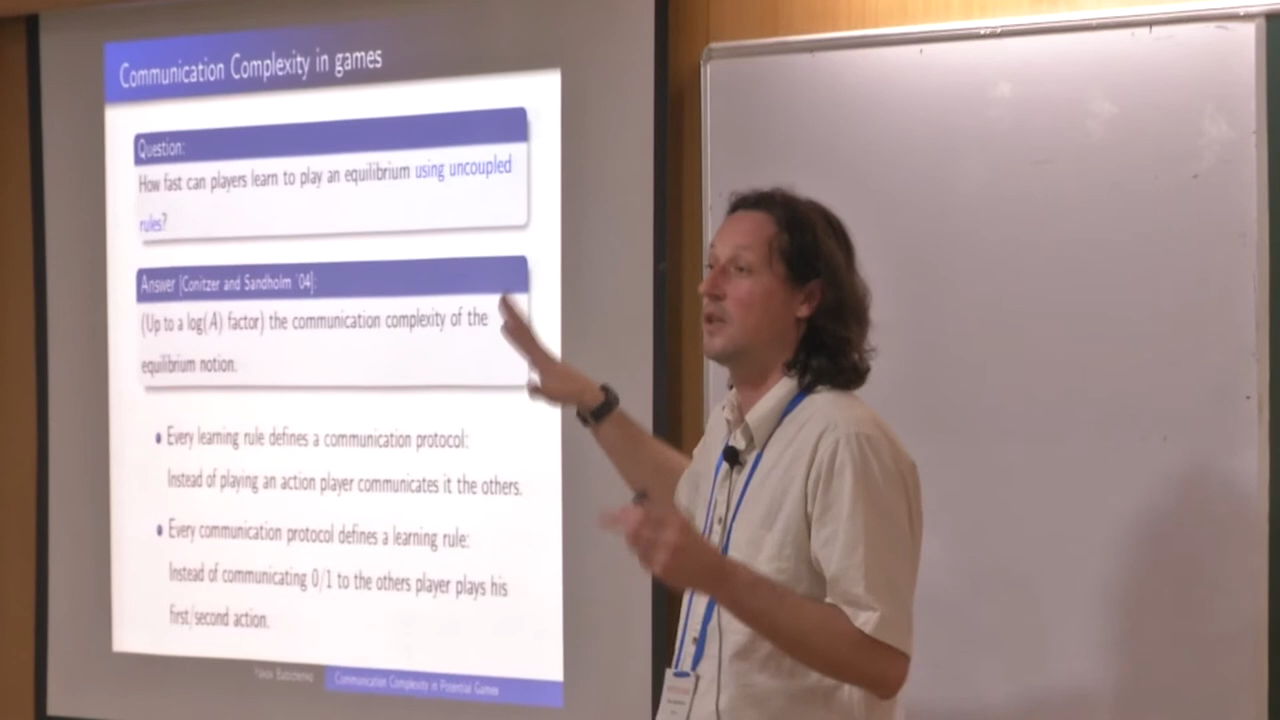 Communication Complexity in games
Question:
How fast can players learn to play an equilibrium using uncoupled
rules?
Answer [Conitzer and Sandholm '04]:
(Up to a log(A) factor) the communication complexity of the
equilibrium notion.
Every learning rule defines a communication protocol:
Instead of playing an action player communicates it the others.
Every communication protocol defines a learning rule:
Instead of communicating 0/1 to the others player plays his
first/second action.
Communication Complexity in Potential Games